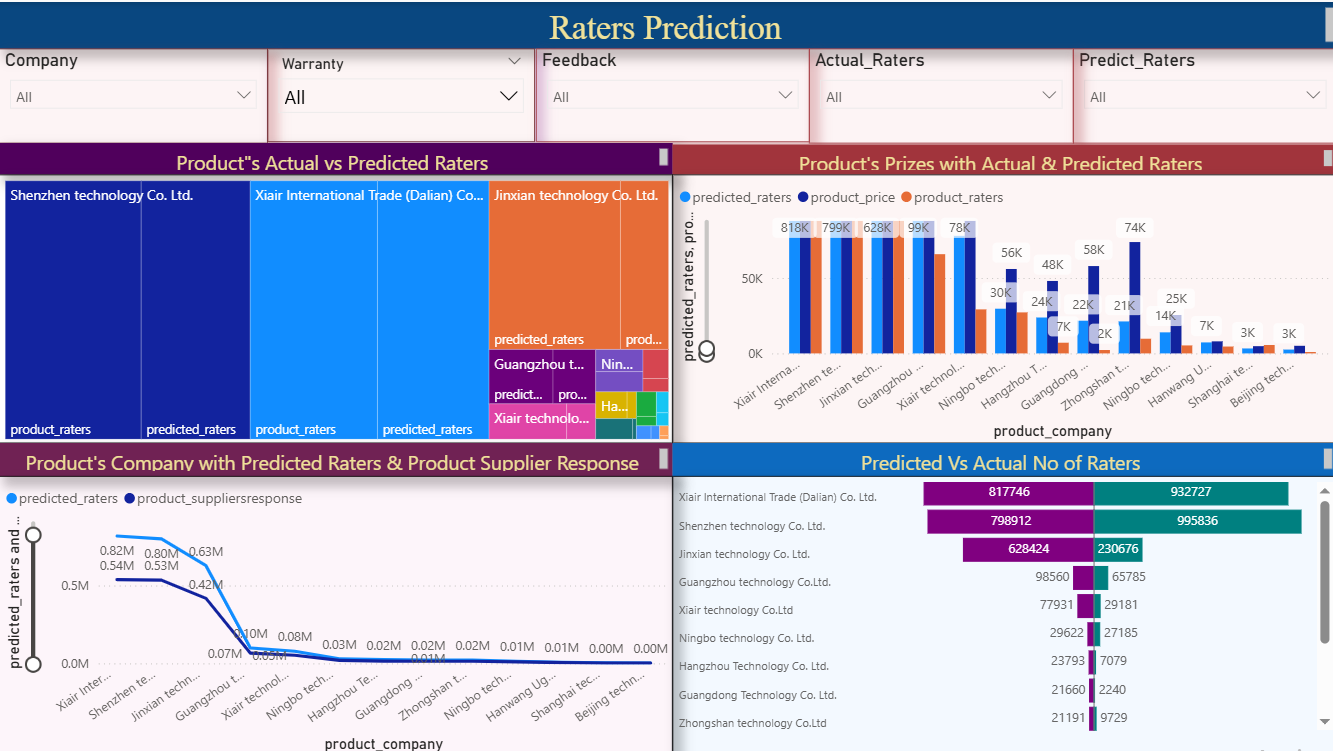 Raters Prediction
Company
Warranty
Feedback
Actual_Raters
Predict_Raters
All
All
All
All
All
Product"s Actual vs Predicted Raters
Shenzhen technology Co. Ltd.
Xiair International Trade (Dalian) Co...
Jinxian technology Co. Ltd.
predicted_raters
prod...
Guangzhou t...
Nin...
predict...
pro...
Ha...
Xiair technolo...
product_raters
predicted_raters
product_raters
predicted_raters
Product's Prizes with Actual & Predicted Raters
predicted_raters
product_price
product_raters
predicted_raters, pro...
50K
0K
818K
799K
628K
99K
78K
30K
56K
24K
48K
7K
22K
58K
2K
21K
74K
14K
25K
7K
3K
3K
Xiair Interna...
Shenzhen te...
Jinxian tech...
Guangzhou ...
Xiair technol...
Ningbo tech...
Hangzhou T...
Guangdong ...
Zhongshan t...
Ningbo tech...
Hanwang U...
Shanghai te...
Beijing tech...
product_company
Product's Company with Predicted Raters & Product Supplier Response
predicted_raters
product_suppliersresponse
predicted_raters and ...
0.5M
0.0M
0.82M
0.80M
0.63M
0.54M
0.53M
0.42M
0.10M
0.08M
0.07M
0.05M
0.03M
0.02M
0.02M
0.01M
0.02M
0.01M
0.01M
0.00M
0.00M
Xiair Inter...
Shenzhen te...
Jinxian techn...
Guangzhou t...
Xiair technol...
Ningbo tech...
Hangzhou Te...
Guangdong ...
Zhongshan t...
Ningbo tech...
Hanwang Ug...
Shanghai tec...
Beijing techn...
product_company
Predicted Vs Actual No of Raters
Xiair International Trade (Dalian) Co. Ltd.
817746
932727
Shenzhen technology Co. Ltd.
798912
995836
Jinxian technology Co. Ltd.
628424
230676
Guangzhou technology Co.Ltd.
98560
65785
Xiair technology Co.Ltd
77931
29181
Ningbo technology Co. Ltd.
29622
27185
Hangzhou Technology Co. Ltd.
23793
7079
Guangdong Technology Co. Ltd.
21660
2240
Zhongshan technology Co.Ltd
21191
9729